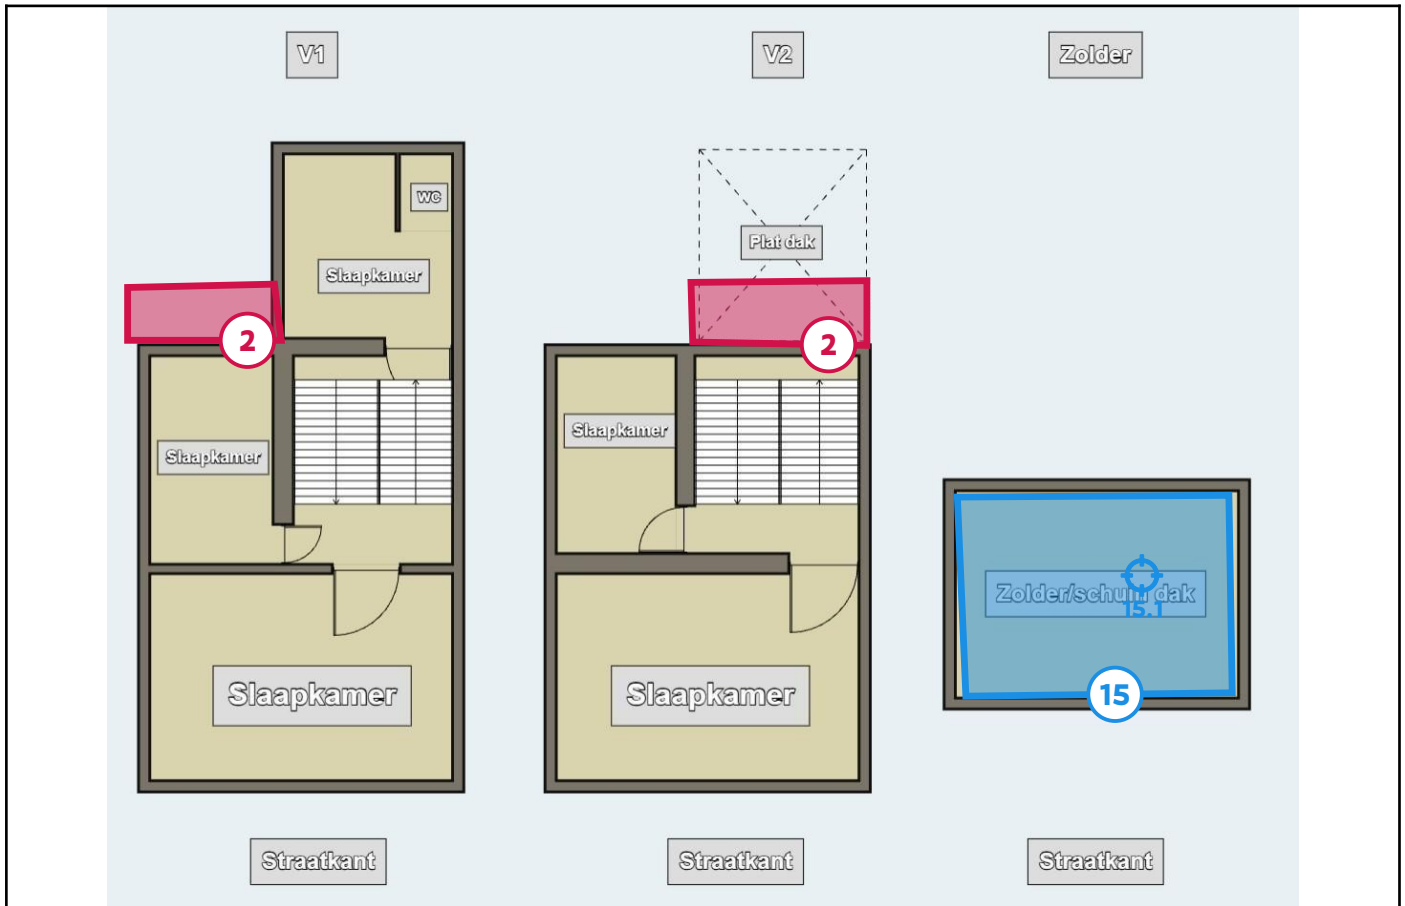 V1
V2
Zolder
WC
Plat dak
Slaapkamer
2
2
Slaapkamer
Slaapkamer
Zolder/schuin dak
15.1
Slaapkamer
Slaapkamer
15
Straatkant
Straatkant
Straatkant